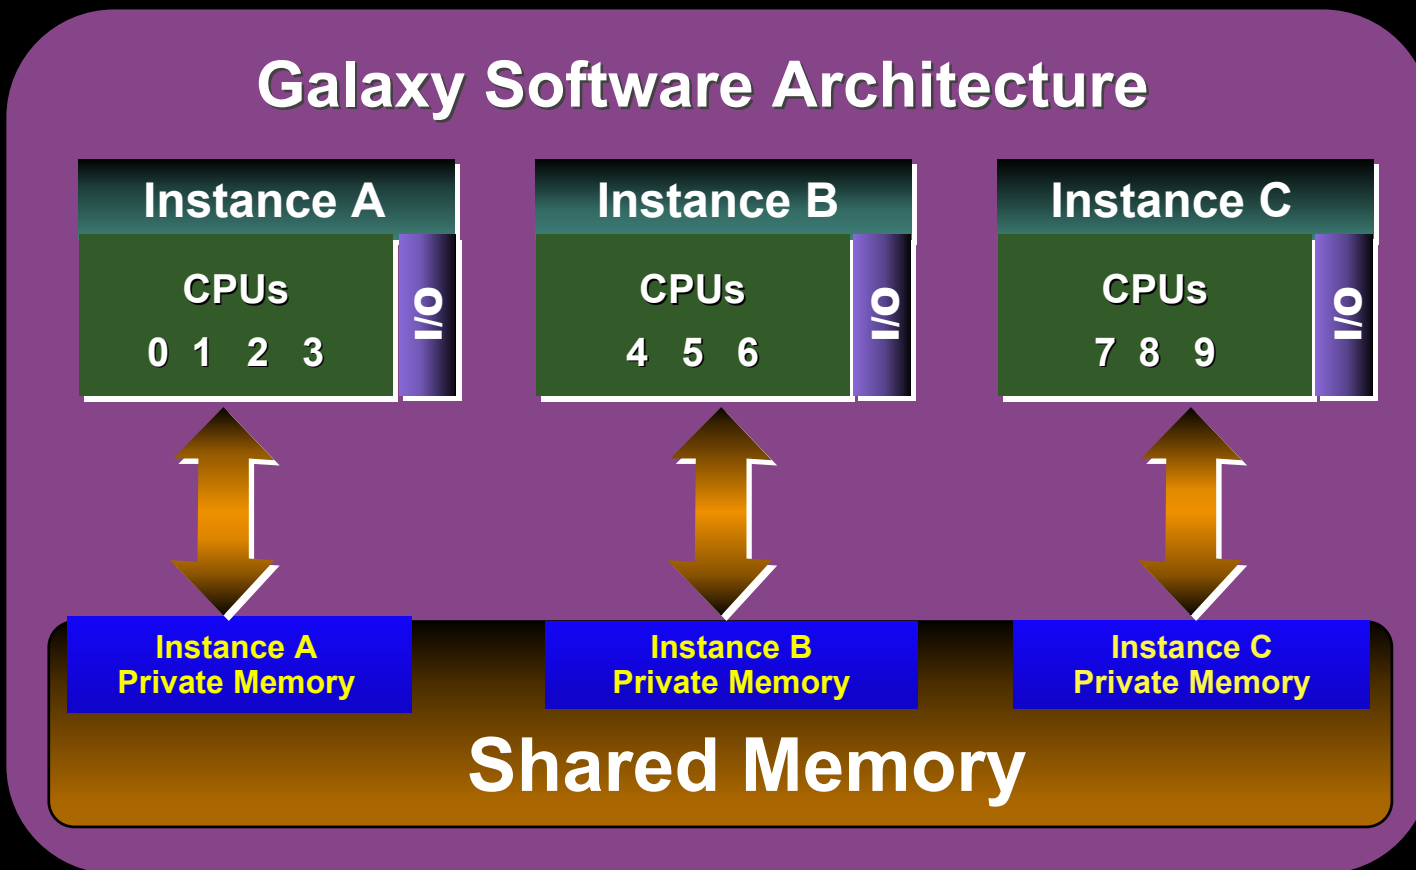 Galaxy Software Architecture
Instance A
CPUs
0 1 2 3
I/O
Instance B
CPUs
4 5 6
I/O
Instance C
CPUs
7 8 9
I/O
Instance A
Private Memory
Instance B
Private Memory
Instance C
Private Memory
Shared Memory